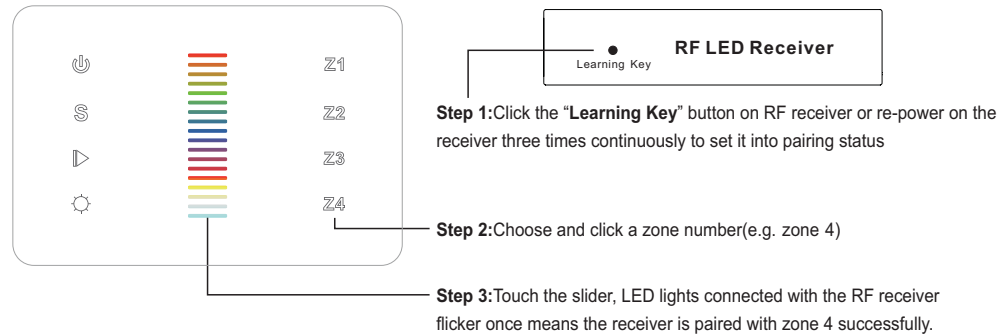 Z1
S
Z2
Z3
Z4
RF LED Receiver
Learning Key
Step 1:Click the “Learning Key” button on RF receiver or re-power on the
receiver three times continuously to set it into pairing status
Step 2:Choose and click a zone number(e.g. zone 4)
Step 3:Touch the slider, LED lights connected with the RF receiver
flicker once means the receiver is paired with zone 4 successfully.